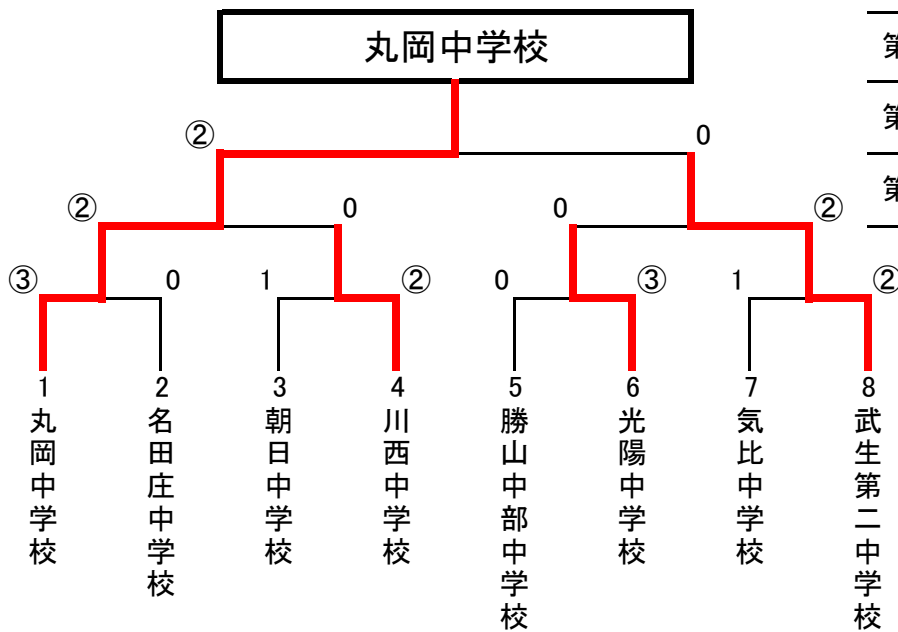 丸岡中学校
第
② 0
第
第
② 0 0 ②
③ 0 1 ② 0 ③ 1 ②
1 2 3 4 5 6 7 8
丸岡中学校
名田庄中学校
朝日中学校
川西中学校
勝山中部中学校
光陽中学校
気比中学校
武生第二中学校